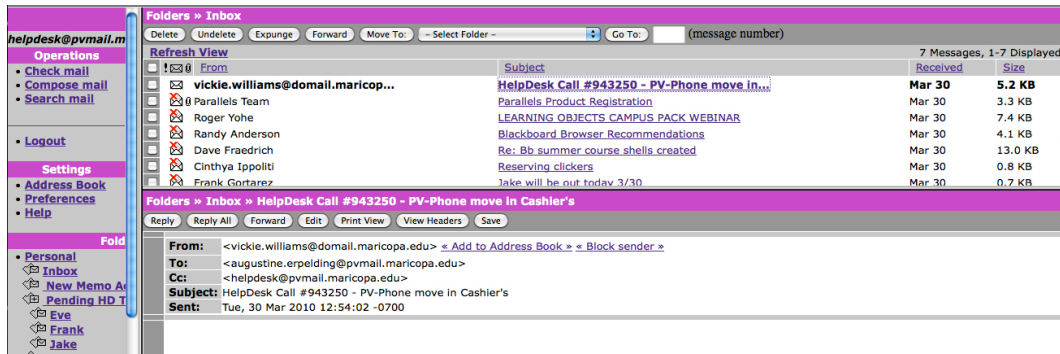 helpdesk@pvmail.m
Operations
• Check mail
• Compose mail
• Search mail
• Logout
Settings
• Address Book
• Preferences
• Help
Fold
• Personal
Inbox
New Memo Ac
Pending HD T
Eve
Frank
Jake
Folders » Inbox
Delete Undelete Expunge Forward Move To: – Select Folder – Go To: (message number)
Refresh View 7 Messages, 1-7 Displayed
! From Subject Received Size
vickie.williams@domail.maricop... HelpDesk Call #943250 - PV-Phone move in... Mar 30 5.2 KB
Parallels Team Parallels Product Registration Mar 30 3.3 KB
Roger Yohe LEARNING OBJECTS CAMPUS PACK WEBINAR Mar 30 7.4 KB
Randy Anderson Blackboard Browser Recommendations Mar 30 4.1 KB
Dave Fraedrich Re: Bb summer course shells created Mar 30 13.0 KB
Cinthya Ippoliti Reserving clickers Mar 30 0.8 KB
Frank Gortarez Jake will be out today 3/30 Mar 30 0.7 KB
Folders » Inbox » HelpDesk Call #943250 - PV-Phone move in Cashier's
Reply Reply All Forward Edit Print View View Headers Save
From: <vickie.williams@domail.maricopa.edu> « Add to Address Book » « Block sender »
To: <augustine.erpelding@pvmail.maricopa.edu>
Cc: <helpdesk@pvmail.maricopa.edu>
Subject: HelpDesk Call #943250 - PV-Phone move in Cashier's
Sent: Tue, 30 Mar 2010 12:54:02 -0700